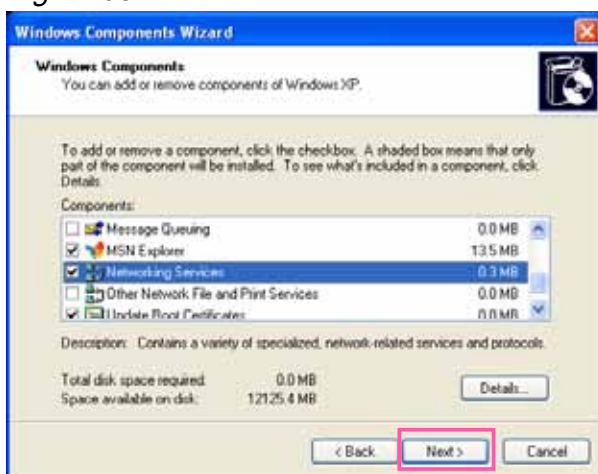 Windows Components Wizard
Windows Components
You can add or remove components of Windows XP.
To add or remove a component, click the checkbox. A shaded box means that only
part of the component will be installed. To see what's included in a component, click
Details.
Components:
Message Queuing 0.0 MB
MSN Explorer 13.5 MB
Networking Services 0.3 MB
Other Network File and Print Services 0.0 MB
Update Root Certificates 0.0 MB
Description: Contains a variety of specialized, network-related services and protocols.
Total disk space required: 0.0 MB
Details...
Space available on disk: 12125.4 MB
< Back Next > Cancel